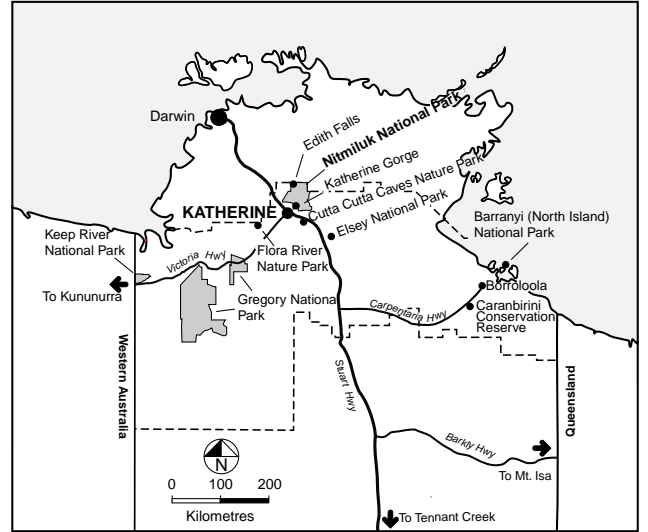 Darwin
Edith Falls
Nitmiluk National Park
Katherine Gorge
Cutta Cutta Caves Nature Park
KATHERINE
Elsey National Park
Barranyi (North Island)
National Park
Keep River
National Park
Victoria Hwy
Flora River
Nature Park
To Kununurra
Gregory National
Park
Borroloola
Carpentaria Hwy
Caranbirini
Conservation
Reserve
Western Australia
Stuart Hwy
Queensland
Barkly Hwy
To Mt. Isa
N
0 100 200
Kilometres
To Tennant Creek